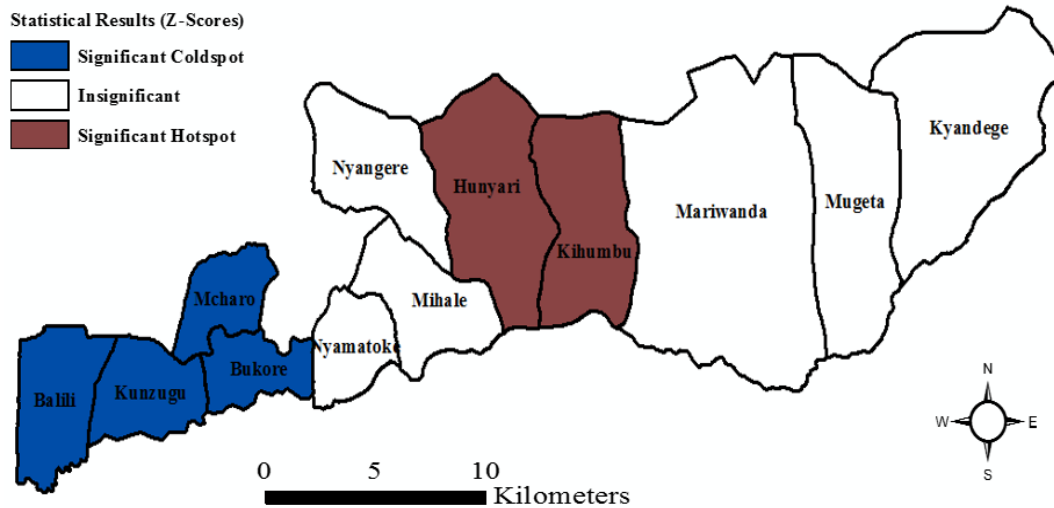 Statistical Results (Z-Scores)
Significant Coldspot
Insignificant
Significant Hotspot
Kyandege
Nyangere
Hunyari
Mugeta
Mariwanda
Kihumbu
Mcharo
Mihale
Nyamatoke
Bukore
Kunzugu
Balili
N
W
E
S
0 5 10
Kilometers